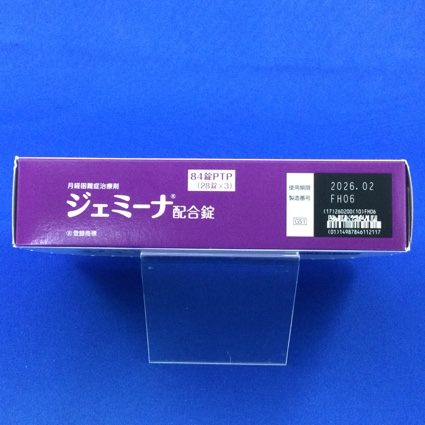 月経困難症治療剤
ジェミーナ®配合錠
84錠PTP
(28錠×3)
®登録商標
使用期限
2026.02
製造番号
FH06
GS1
(17)260200(10)FH06
(01)14987846112117